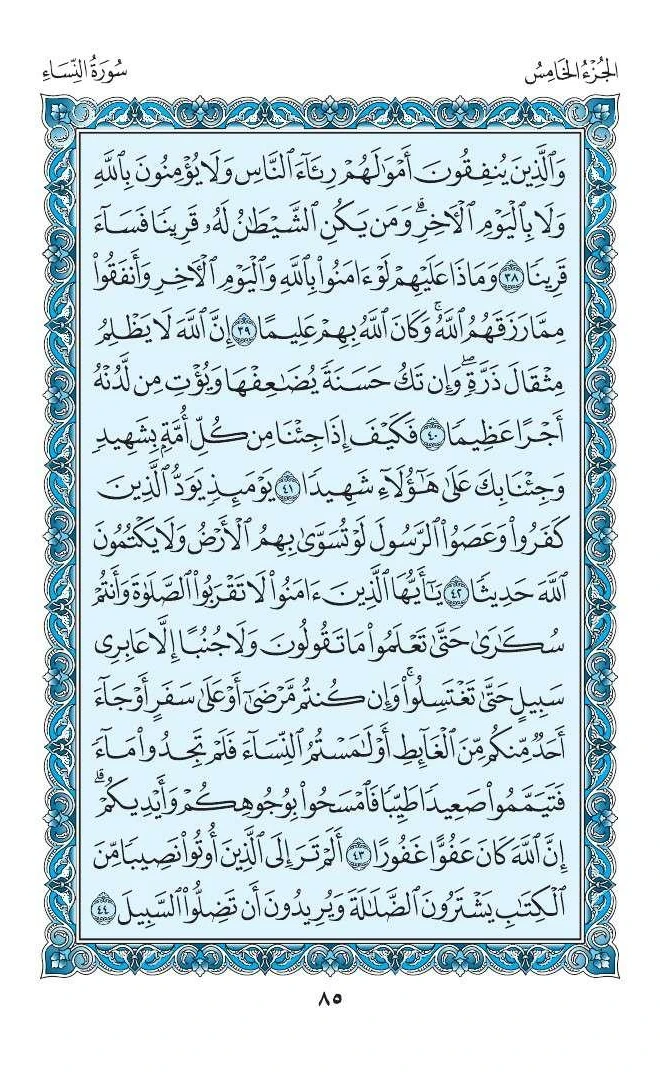 الجُزْءُ الخَامِسُ
سُورَةُ النِّسَاءِ
وَٱلَّذِينَ يُنفِقُونَ أَمْوَٰلَهُمْ رِئَآءَ ٱلنَّاسِ وَلَا يُؤْمِنُونَ بِٱللَّهِ
وَلَا بِٱلْيَوْمِ ٱلْأَخِرِۗ وَمَن يَكُنِ ٱلشَّيْطَٰنُ لَهُۥ قَرِينًا فَسَآءَ
قَرِينًا ٣٨ وَمَاذَا عَلَيْهِمْ لَوْ ءَامَنُوا۟ بِٱللَّهِ وَٱلْيَوْمِ ٱلْأَخِرِ وَأَنفَقُوا۟
مِمَّا رَزَقَهُمُ ٱللَّهُۚ وَكَانَ ٱللَّهُ بِهِمْ عَلِيمًا ٣٩ إِنَّ ٱللَّهَ لَا يَظْلِمُ
مِثْقَالَ ذَرَّةٍۖ وَإِن تَكُ حَسَنَةً يُضَٰعِفْهَا وَيُؤْتِ مِن لَّدُنْهُ
أَجْرًا عَظِيمًا ٤٠ فَكَيْفَ إِذَا جِئْنَا مِن كُلِّ أُمَّةٍۭ بِشَهِيدٍ
وَجِئْنَا بِكَ عَلَىٰ هَٰٓؤُلَآءِ شَهِيدًا ٤١ يَوْمَئِذٍ يَوَدُّ ٱلَّذِينَ
كَفَرُوا۟ وَعَصَوُا۟ ٱلرَّسُولَ لَوْ تُسَوَّىٰ بِهِمُ ٱلْأَرْضُ وَلَا يَكْتُمُونَ
ٱللَّهَ حَدِيثًا ٤٢ يَٰٓأَيُّهَا ٱلَّذِينَ ءَامَنُوا۟ لَا تَقْرَبُوا۟ ٱلصَّلَوٰةَ وَأَنتُمْ
سُكَٰرَىٰ حَتَّىٰ تَعْلَمُوا۟ مَا تَقُولُونَ وَلَا جُنُبًا إِلَّا عَابِرِى
سَبِيلٍ حَتَّىٰ تَغْتَسِلُوا۟ۚ وَإِن كُنتُم مَّرْضَىٰٓ أَوْ عَلَىٰ سَفَرٍ أَوْ جَآءَ
أَحَدٌ مِّنكُم مِّنَ ٱلْغَآئِطِ أَوْ لَٰمَسْتُمُ ٱلنِّسَآءَ فَلَمْ تَجِدُوا۟ مَآءً
فَتَيَمَّمُوا۟ صَعِيدًا طَيِّبًا فَٱمْسَحُوا۟ بِوُجُوهِكُمْ وَأَيْدِيكُمْۗ
إِنَّ ٱللَّهَ كَانَ عَفُوًّا غَفُورًا ٤٣ أَلَمْ تَرَ إِلَى ٱلَّذِينَ أُوتُوا۟ نَصِيبًا مِّنَ
ٱلْكِتَٰبِ يَشْتَرُونَ ٱلضَّلَٰلَةَ وَيُرِيدُونَ أَن تَضِلُّوا۟ ٱلسَّبِيلَ ٤٤
٨٥